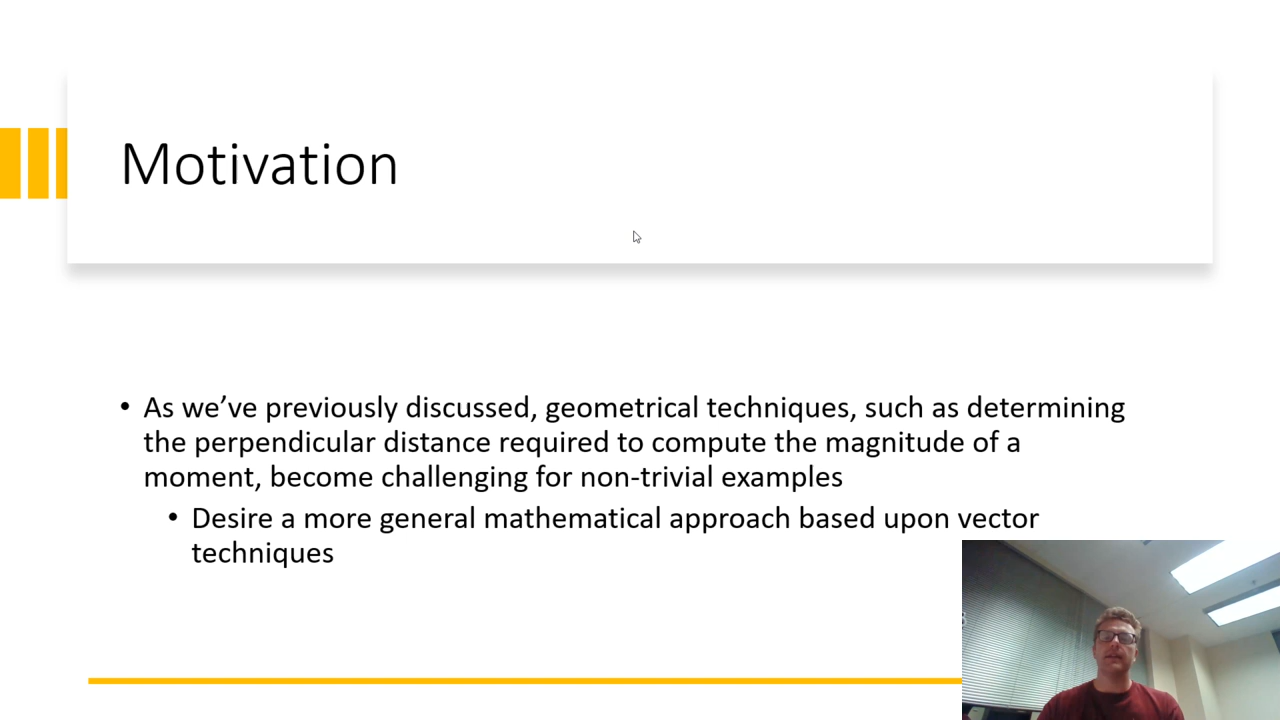 Motivation
• As we’ve previously discussed, geometrical techniques, such as determining
the perpendicular distance required to compute the magnitude of a
moment, become challenging for non-trivial examples
• Desire a more general mathematical approach based upon vector
techniques